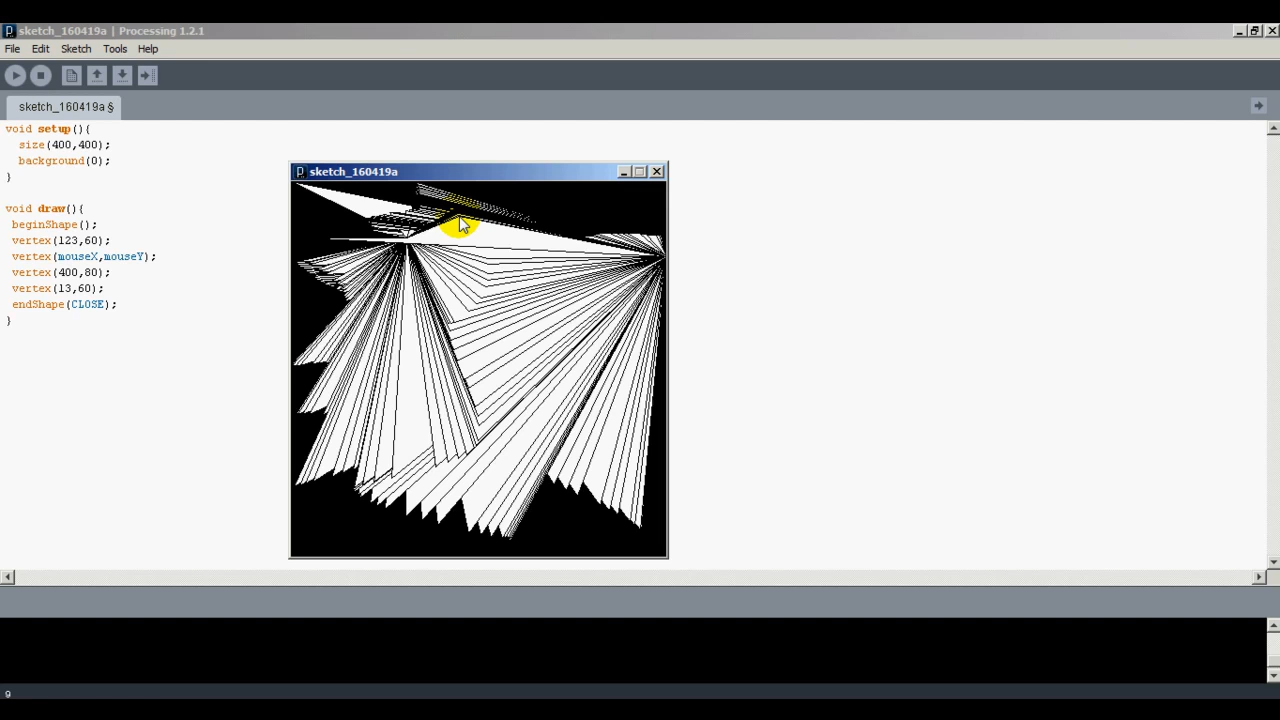 sketch_160419a | Processing 1.2.1
File Edit Sketch Tools Help
sketch_160419a §
void setup(){
size(400,400);
background(0);
}
void draw(){
beginShape();
vertex(123,60);
vertex(mouseX,mouseY);
vertex(400,80);
vertex(13,60);
endShape(CLOSE);
}
sketch_160419a
9